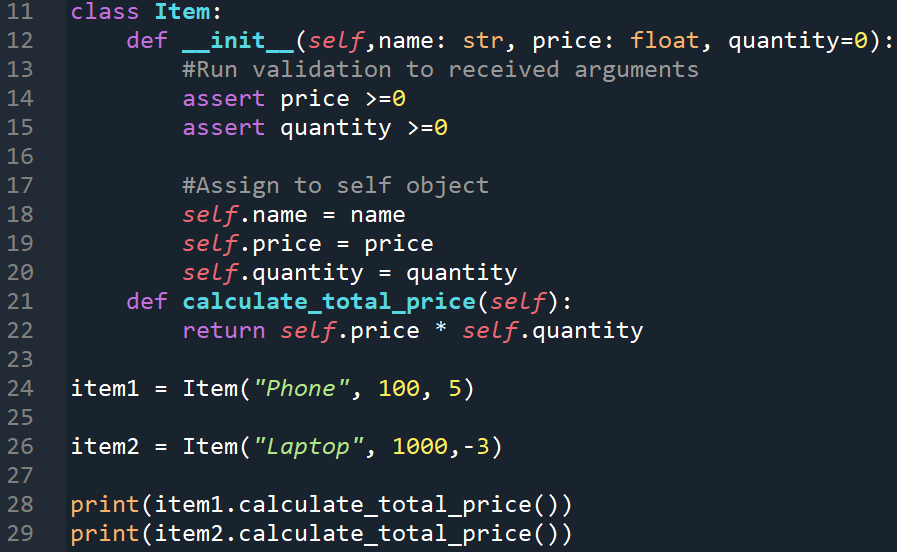 11 class Item:
12     def __init__(self,name: str, price: float, quantity=0):
13         #Run validation to received arguments
14         assert price >=0
15         assert quantity >=0
16
17         #Assign to self object
18         self.name = name
19         self.price = price
20         self.quantity = quantity
21     def calculate_total_price(self):
22         return self.price * self.quantity
23
24 item1 = Item("Phone", 100, 5)
25
26 item2 = Item("Laptop", 1000,-3)
27
28 print(item1.calculate_total_price())
29 print(item2.calculate_total_price())